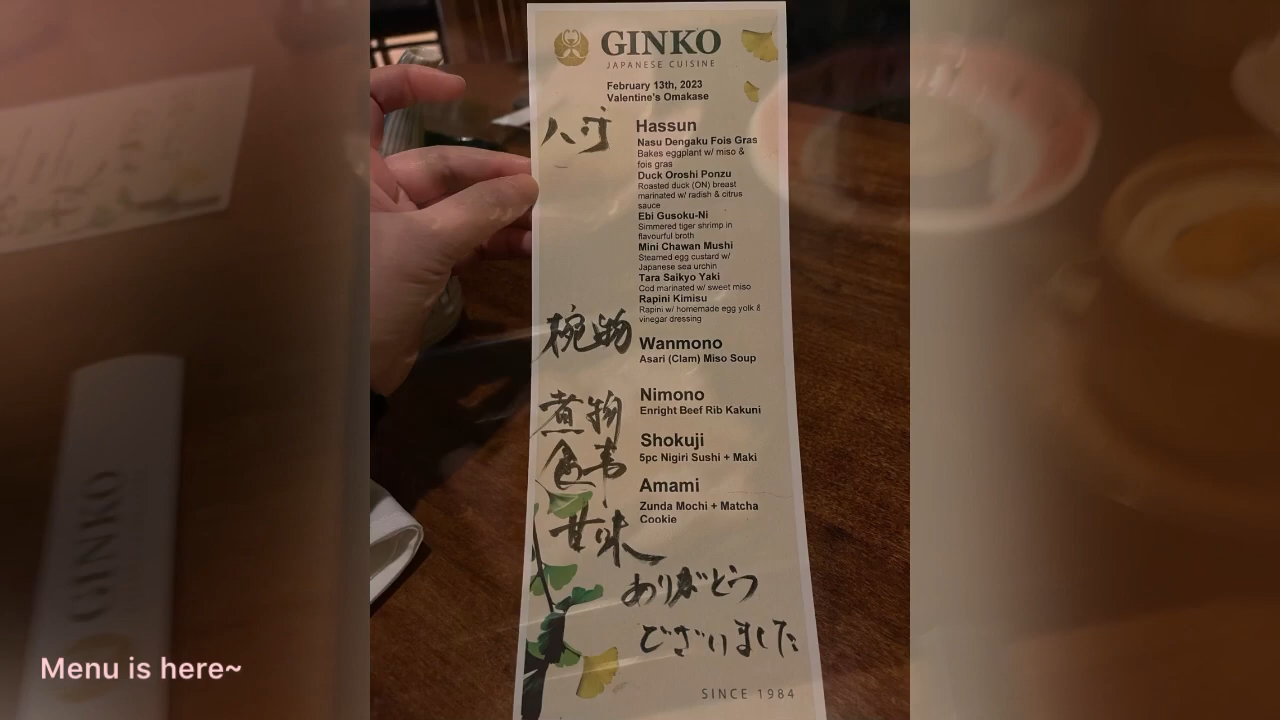 GINKO
JAPANESE CUISINE
February 13th, 2023
Valentine's Omakase
八寸
Hassun
Nasu Dengaku Fois Gras
Bakes eggplant w/ miso &
fois gras
Duck Oroshi Ponzu
Roasted duck (ON) breast
marinated w/ radish & citrus
sauce
Ebi Gusoku-Ni
Simmered tiger shrimp in
flavourful broth
Mini Chawan Mushi
Steamed egg custard w/
Japanese sea urchin
Tara Saikyo Yaki
Cod marinated w/ sweet miso
Rapini Kimisu
Rapini w/ homemade egg yolk &
vinegar dressing
椀物
Wanmono
Asari (Clam) Miso Soup
煮物
Nimono
Enright Beef Rib Kakuni
食事
Shokuji
5pc Nigiri Sushi + Maki
甘味
Amami
Zunda Mochi + Matcha
Cookie
ありがとう
ございました
SINCE 1984
GINKO
Menu is here~